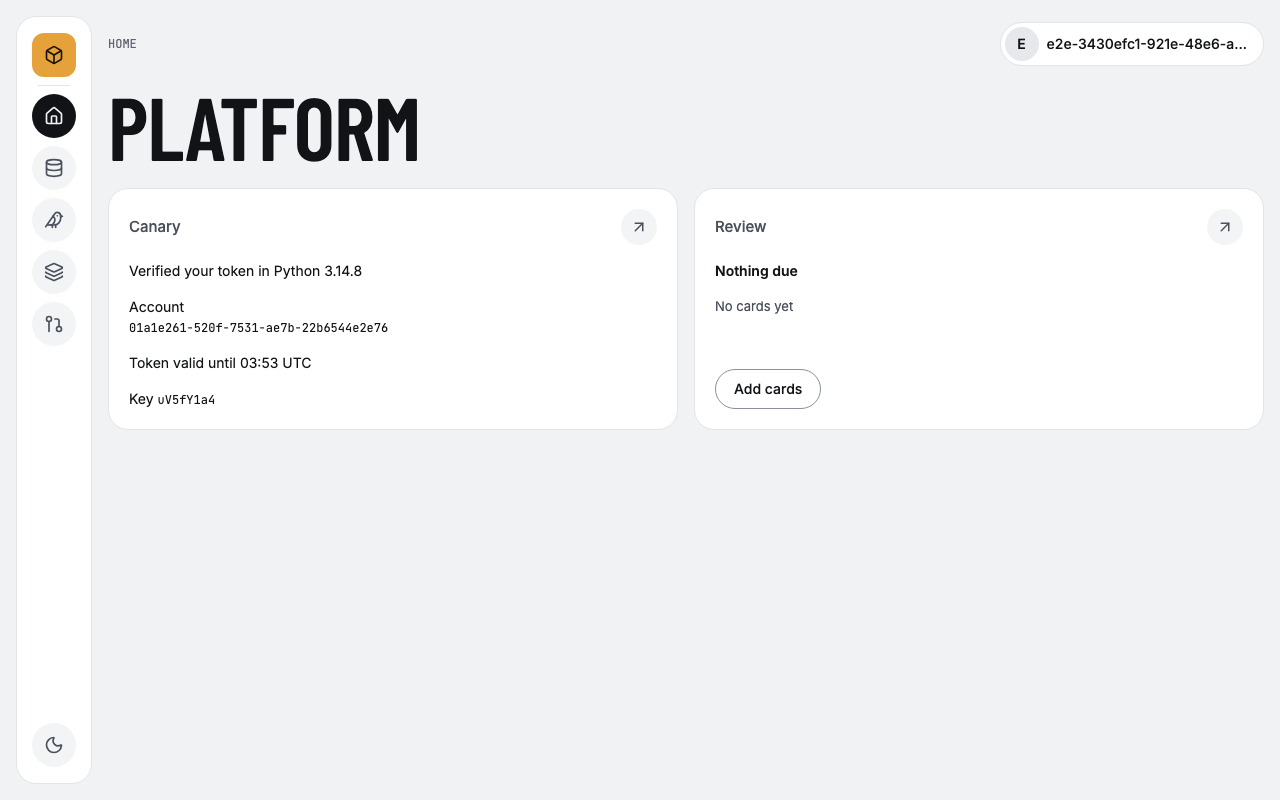 HOME
E
e2e-3430efc1-921e-48e6-a...
PLATFORM
Canary
Verified your token in Python 3.14.8
Account
01a1e261-520f-7531-ae7b-22b6544e2e76
Token valid until 03:53 UTC
Key uV5fY1a4
Review
Nothing due
No cards yet
Add cards